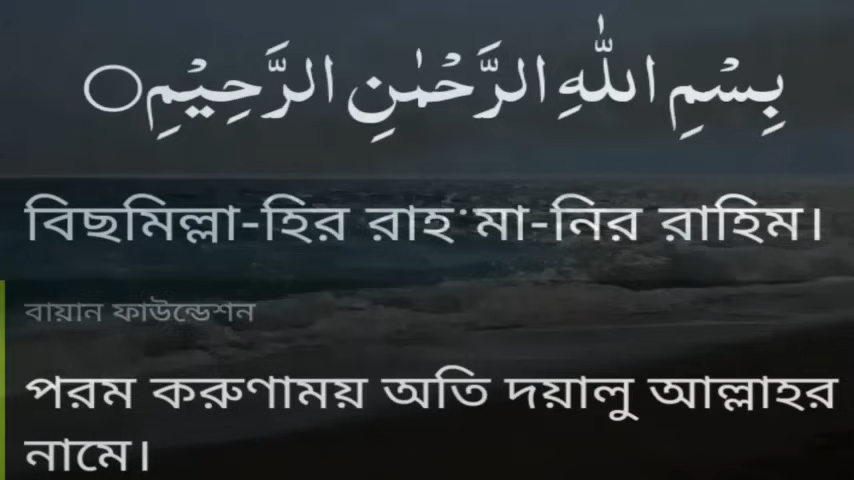 بِسْمِ اللّٰهِ الرَّحْمٰنِ الرَّحِيْمِ○
বিছমিল্লা-হির রাহ˙মা-নির রাহিম।
বায়ান ফাউন্ডেশন
পরম করুণাময় অতি দয়ালু আল্লাহর
নামে।